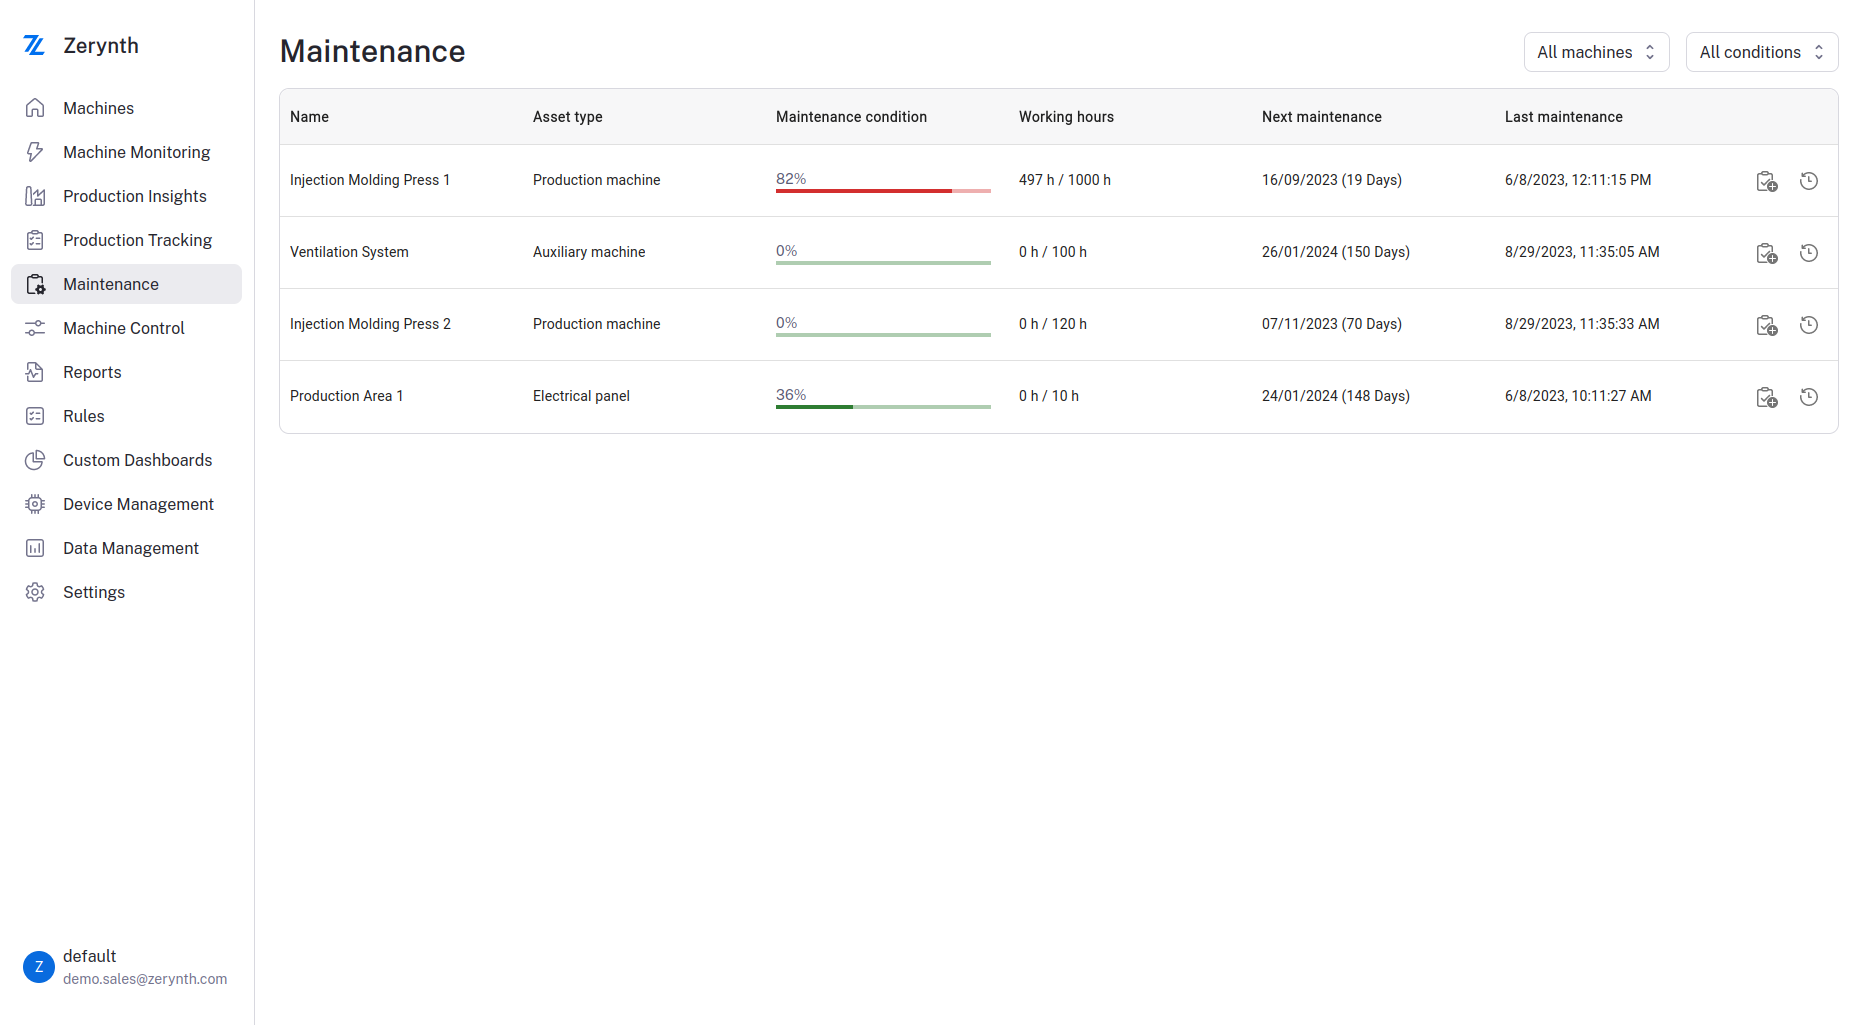 Zerynth
Machines
Machine Monitoring
Production Insights
Production Tracking
Maintenance
Machine Control
Reports
Rules
Custom Dashboards
Device Management
Data Management
Settings
Z
default
demo.sales@zerynth.com
Maintenance
All machines
All conditions
Name Asset type Maintenance condition Working hours Next maintenance Last maintenance
Injection Molding Press 1 Production machine 82% 497 h / 1000 h 16/09/2023 (19 Days) 6/8/2023, 12:11:15 PM
Ventilation System Auxiliary machine 0% 0 h / 100 h 26/01/2024 (150 Days) 8/29/2023, 11:35:05 AM
Injection Molding Press 2 Production machine 0% 0 h / 120 h 07/11/2023 (70 Days) 8/29/2023, 11:35:33 AM
Production Area 1 Electrical panel 36% 0 h / 10 h 24/01/2024 (148 Days) 6/8/2023, 10:11:27 AM